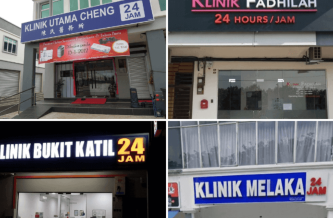 KLINIK UTAMA CHENG
24
JAM
KLINIK FADHILAH
24 HOURS/JAM
KLINIK BUKIT KATIL 24
JAM
KLINIK MELAKA 24
JAM